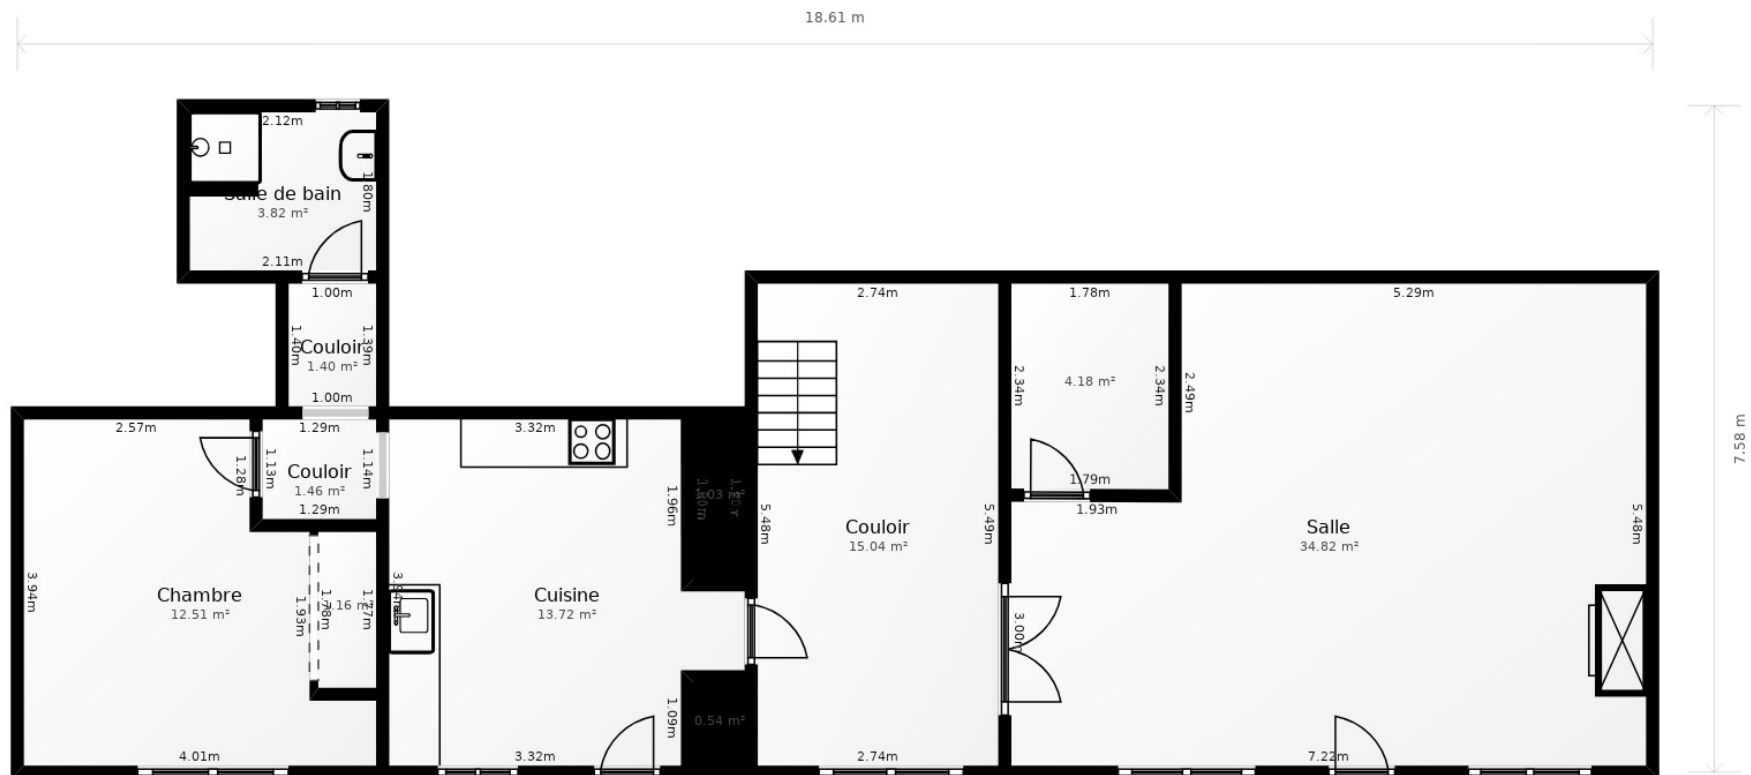 18.61 m
2.12m
1.80m
Salle de bain
3.82 m²
2.11m
1.00m
1.40m
1.39m
Couloir
1.40 m²
1.00m
2.57m
1.29m
3.32m
1.28m
1.13m
1.14m
Couloir
1.46 m²
1.29m
3.94m
Chambre
12.51 m²
1.93m
1.78m
1.77m
4.01m
1.96m
1.03 m²
Cuisine
13.72 m²
1.09m
0.54 m²
3.32m
2.74m
5.48m
5.49m
Couloir
15.04 m²
2.74m
1.78m
2.34m
2.34m
4.18 m²
1.79m
1.93m
5.29m
2.49m
5.48m
Salle
34.82 m²
3.00m
7.22m
7.58 m